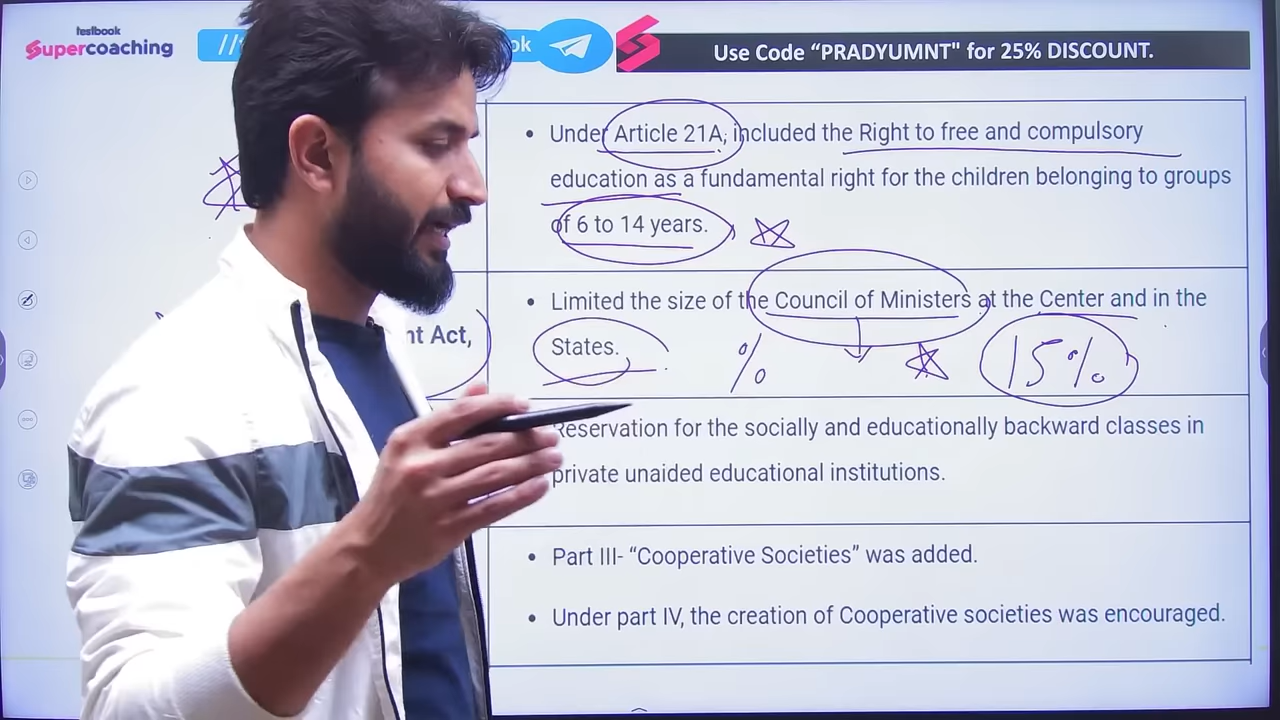 testbook
Supercoaching
//
ok
Use Code “PRADYUMNT" for 25% DISCOUNT.
• Under Article 21A, included the Right to free and compulsory
education as a fundamental right for the children belonging to groups
of 6 to 14 years.
• Limited the size of the Council of Ministers at the Center and in the
nt Act,
States.
%
15%
Reservation for the socially and educationally backward classes in
private unaided educational institutions.
• Part III- “Cooperative Societies” was added.
• Under part IV, the creation of Cooperative societies was encouraged.